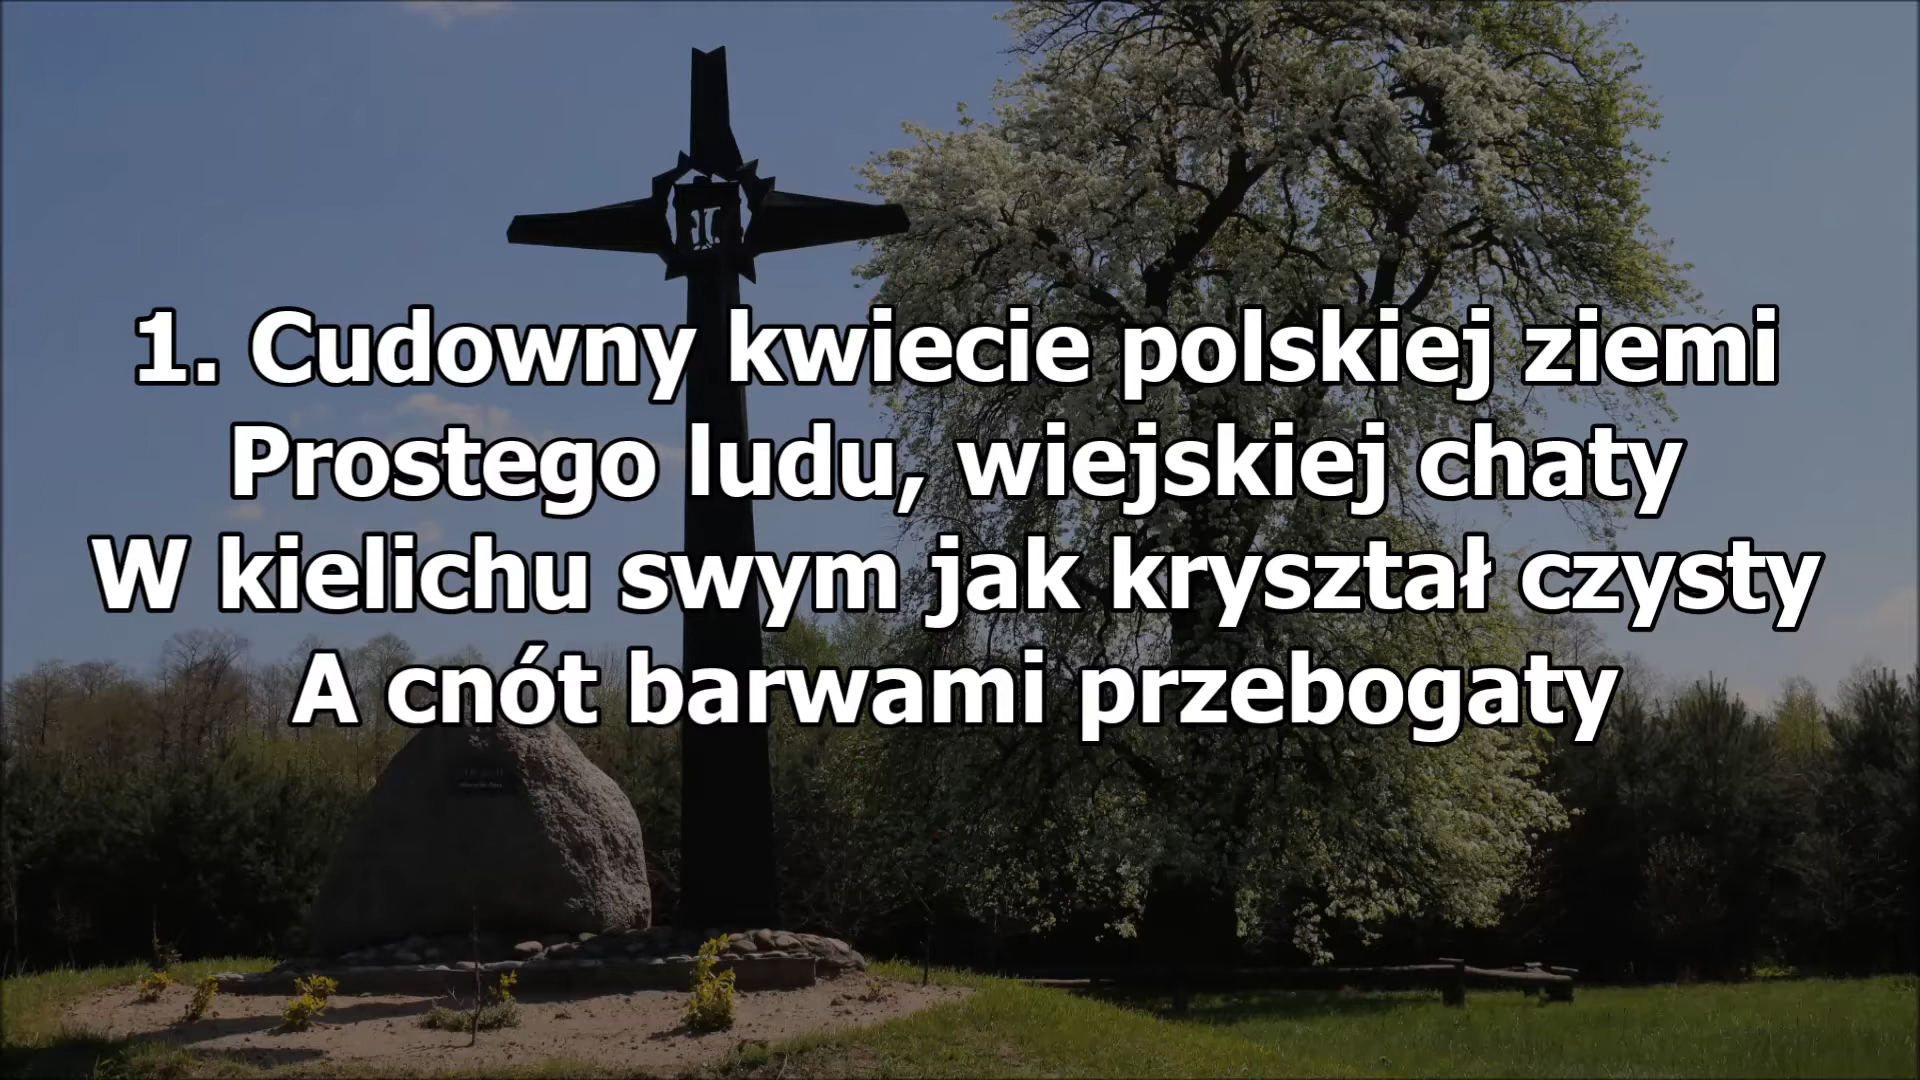 1. Cudowny kwiecie polskiej ziemi
Prostego ludu, wiejskiej chaty
W kielichu swym jak kryształ czysty
A cnót barwami przebogaty